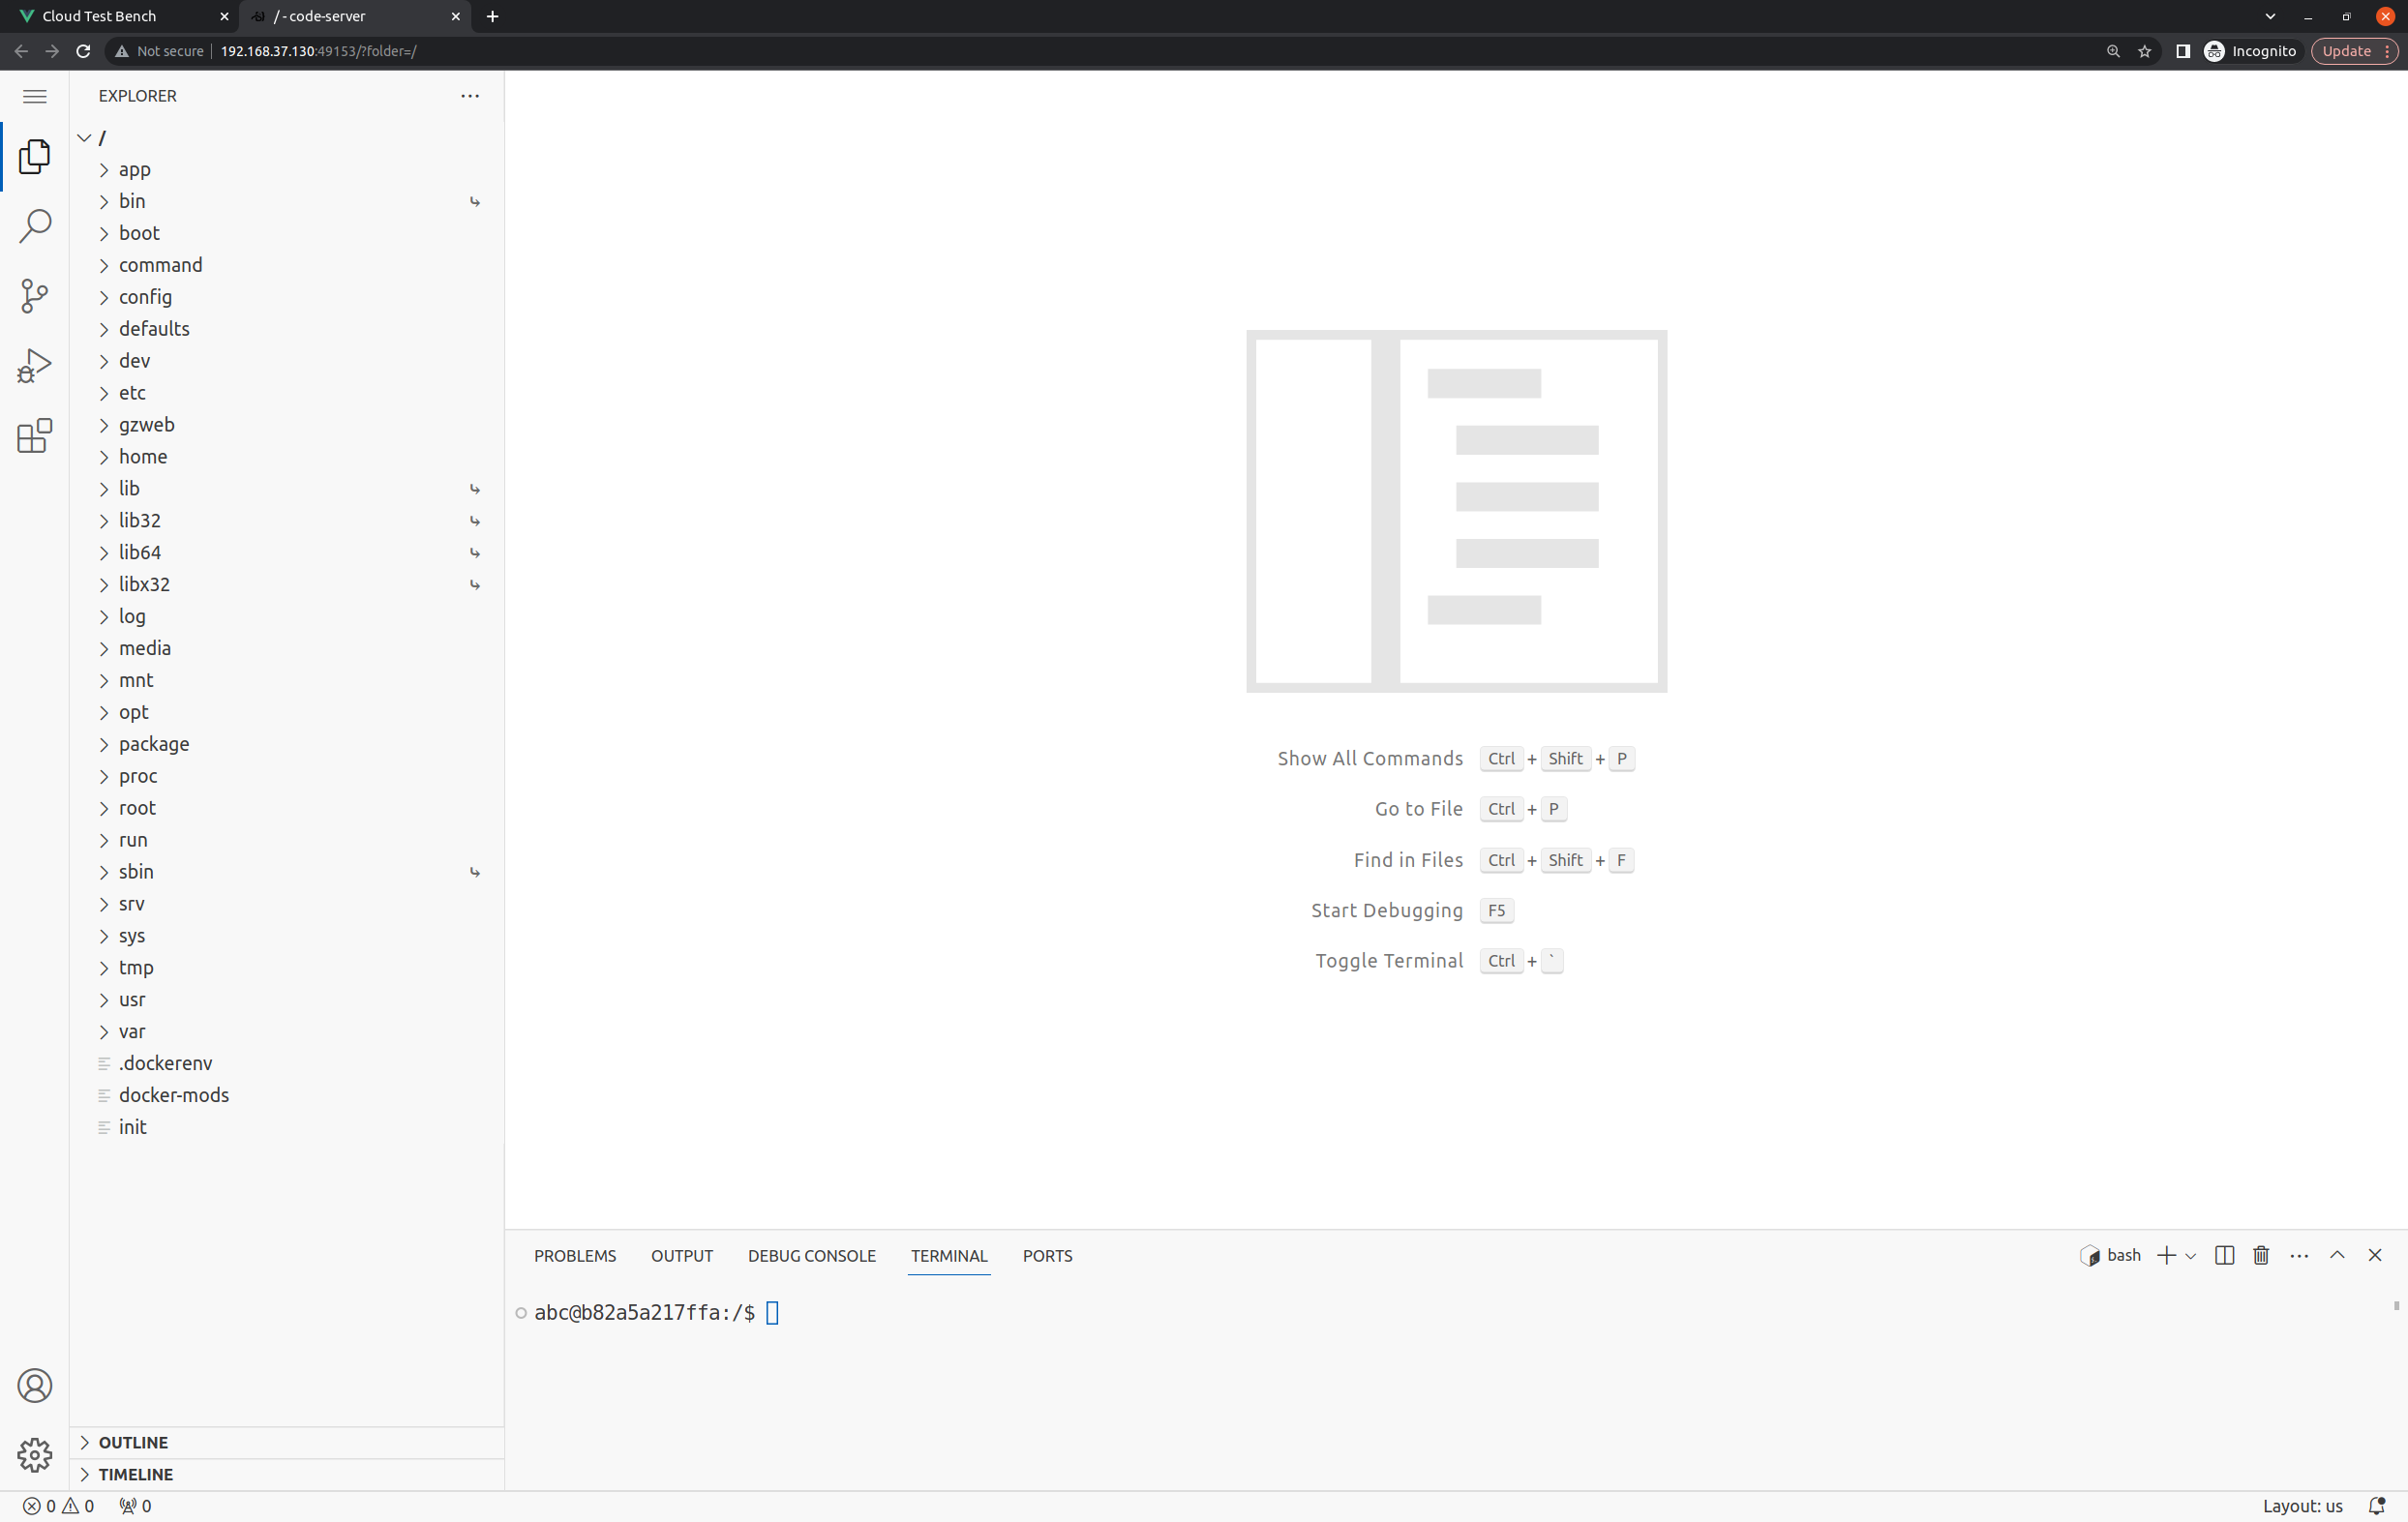 Cloud Test Bench
/ - code-server
Not secure
192.168.37.130:49153/?folder=/
Incognito
Update
EXPLORER
/
app
bin
boot
command
config
defaults
dev
etc
gzweb
home
lib
lib32
lib64
libx32
log
media
mnt
opt
package
proc
root
run
sbin
srv
sys
tmp
usr
var
.dockerenv
docker-mods
init
OUTLINE
TIMELINE
Show All Commands Ctrl + Shift + P
Go to File Ctrl + P
Find in Files Ctrl + Shift + F
Start Debugging F5
Toggle Terminal Ctrl + `
PROBLEMS OUTPUT DEBUG CONSOLE TERMINAL PORTS
bash
abc@b82a5a217ffa:/$
0 0 0
Layout: us